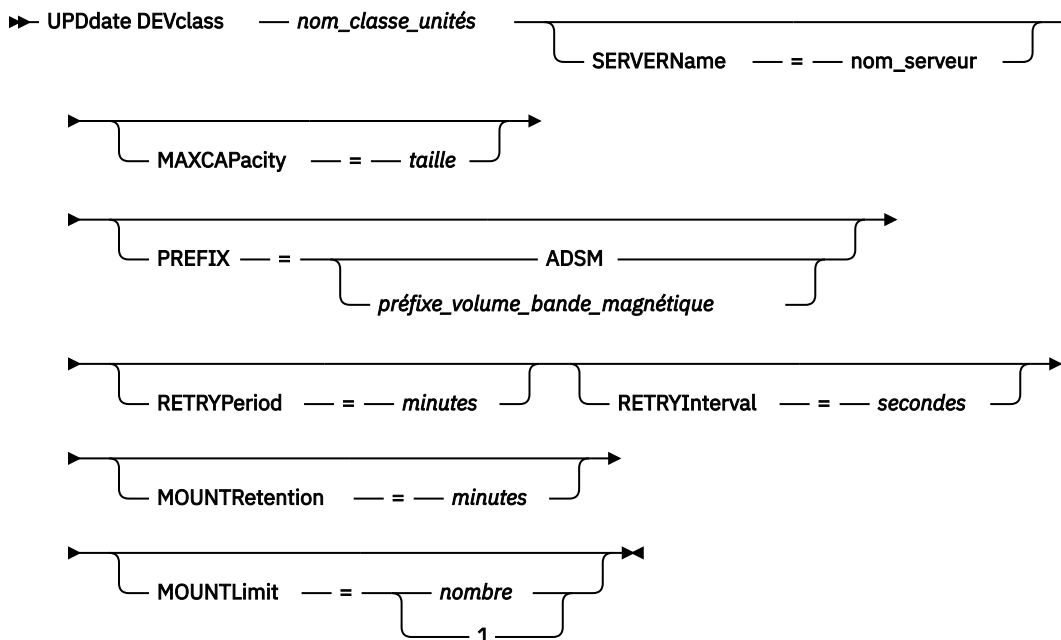 UPDdate DEVclass — nom_classe_unités
SERVERName — = — nom_serveur
MAXCAPacity — = — taille
PREFIX — = — ADSM
préfixe_volume_bande_magnétique
RETRYPeriod — = — minutes RETRYInterval — = — secondes
MOUNTRetention — = — minutes
MOUNTLimit — = — nombre
1